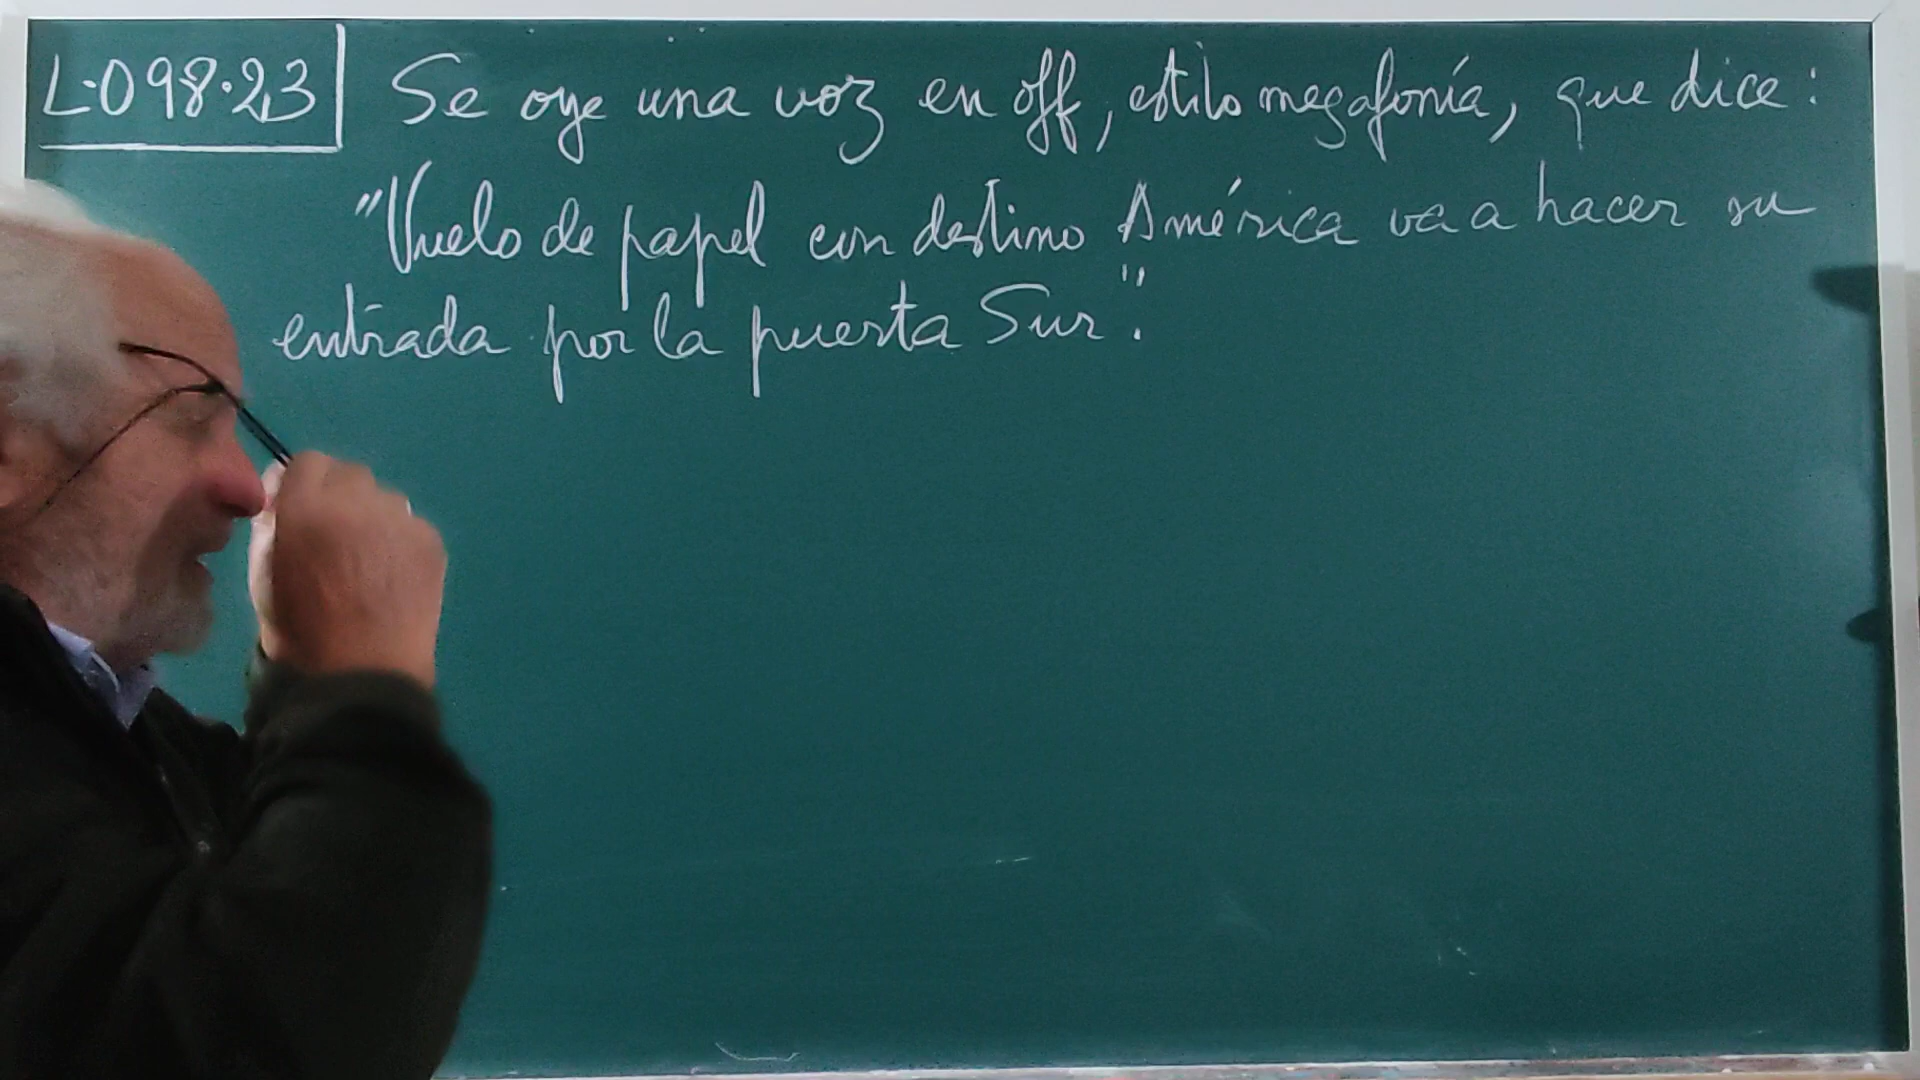 L.098.23 Se oye una voz en off, estilo megafonía, que dice:
"Vuelo de papel con destino América va a hacer su
entrada por la puerta Sur".